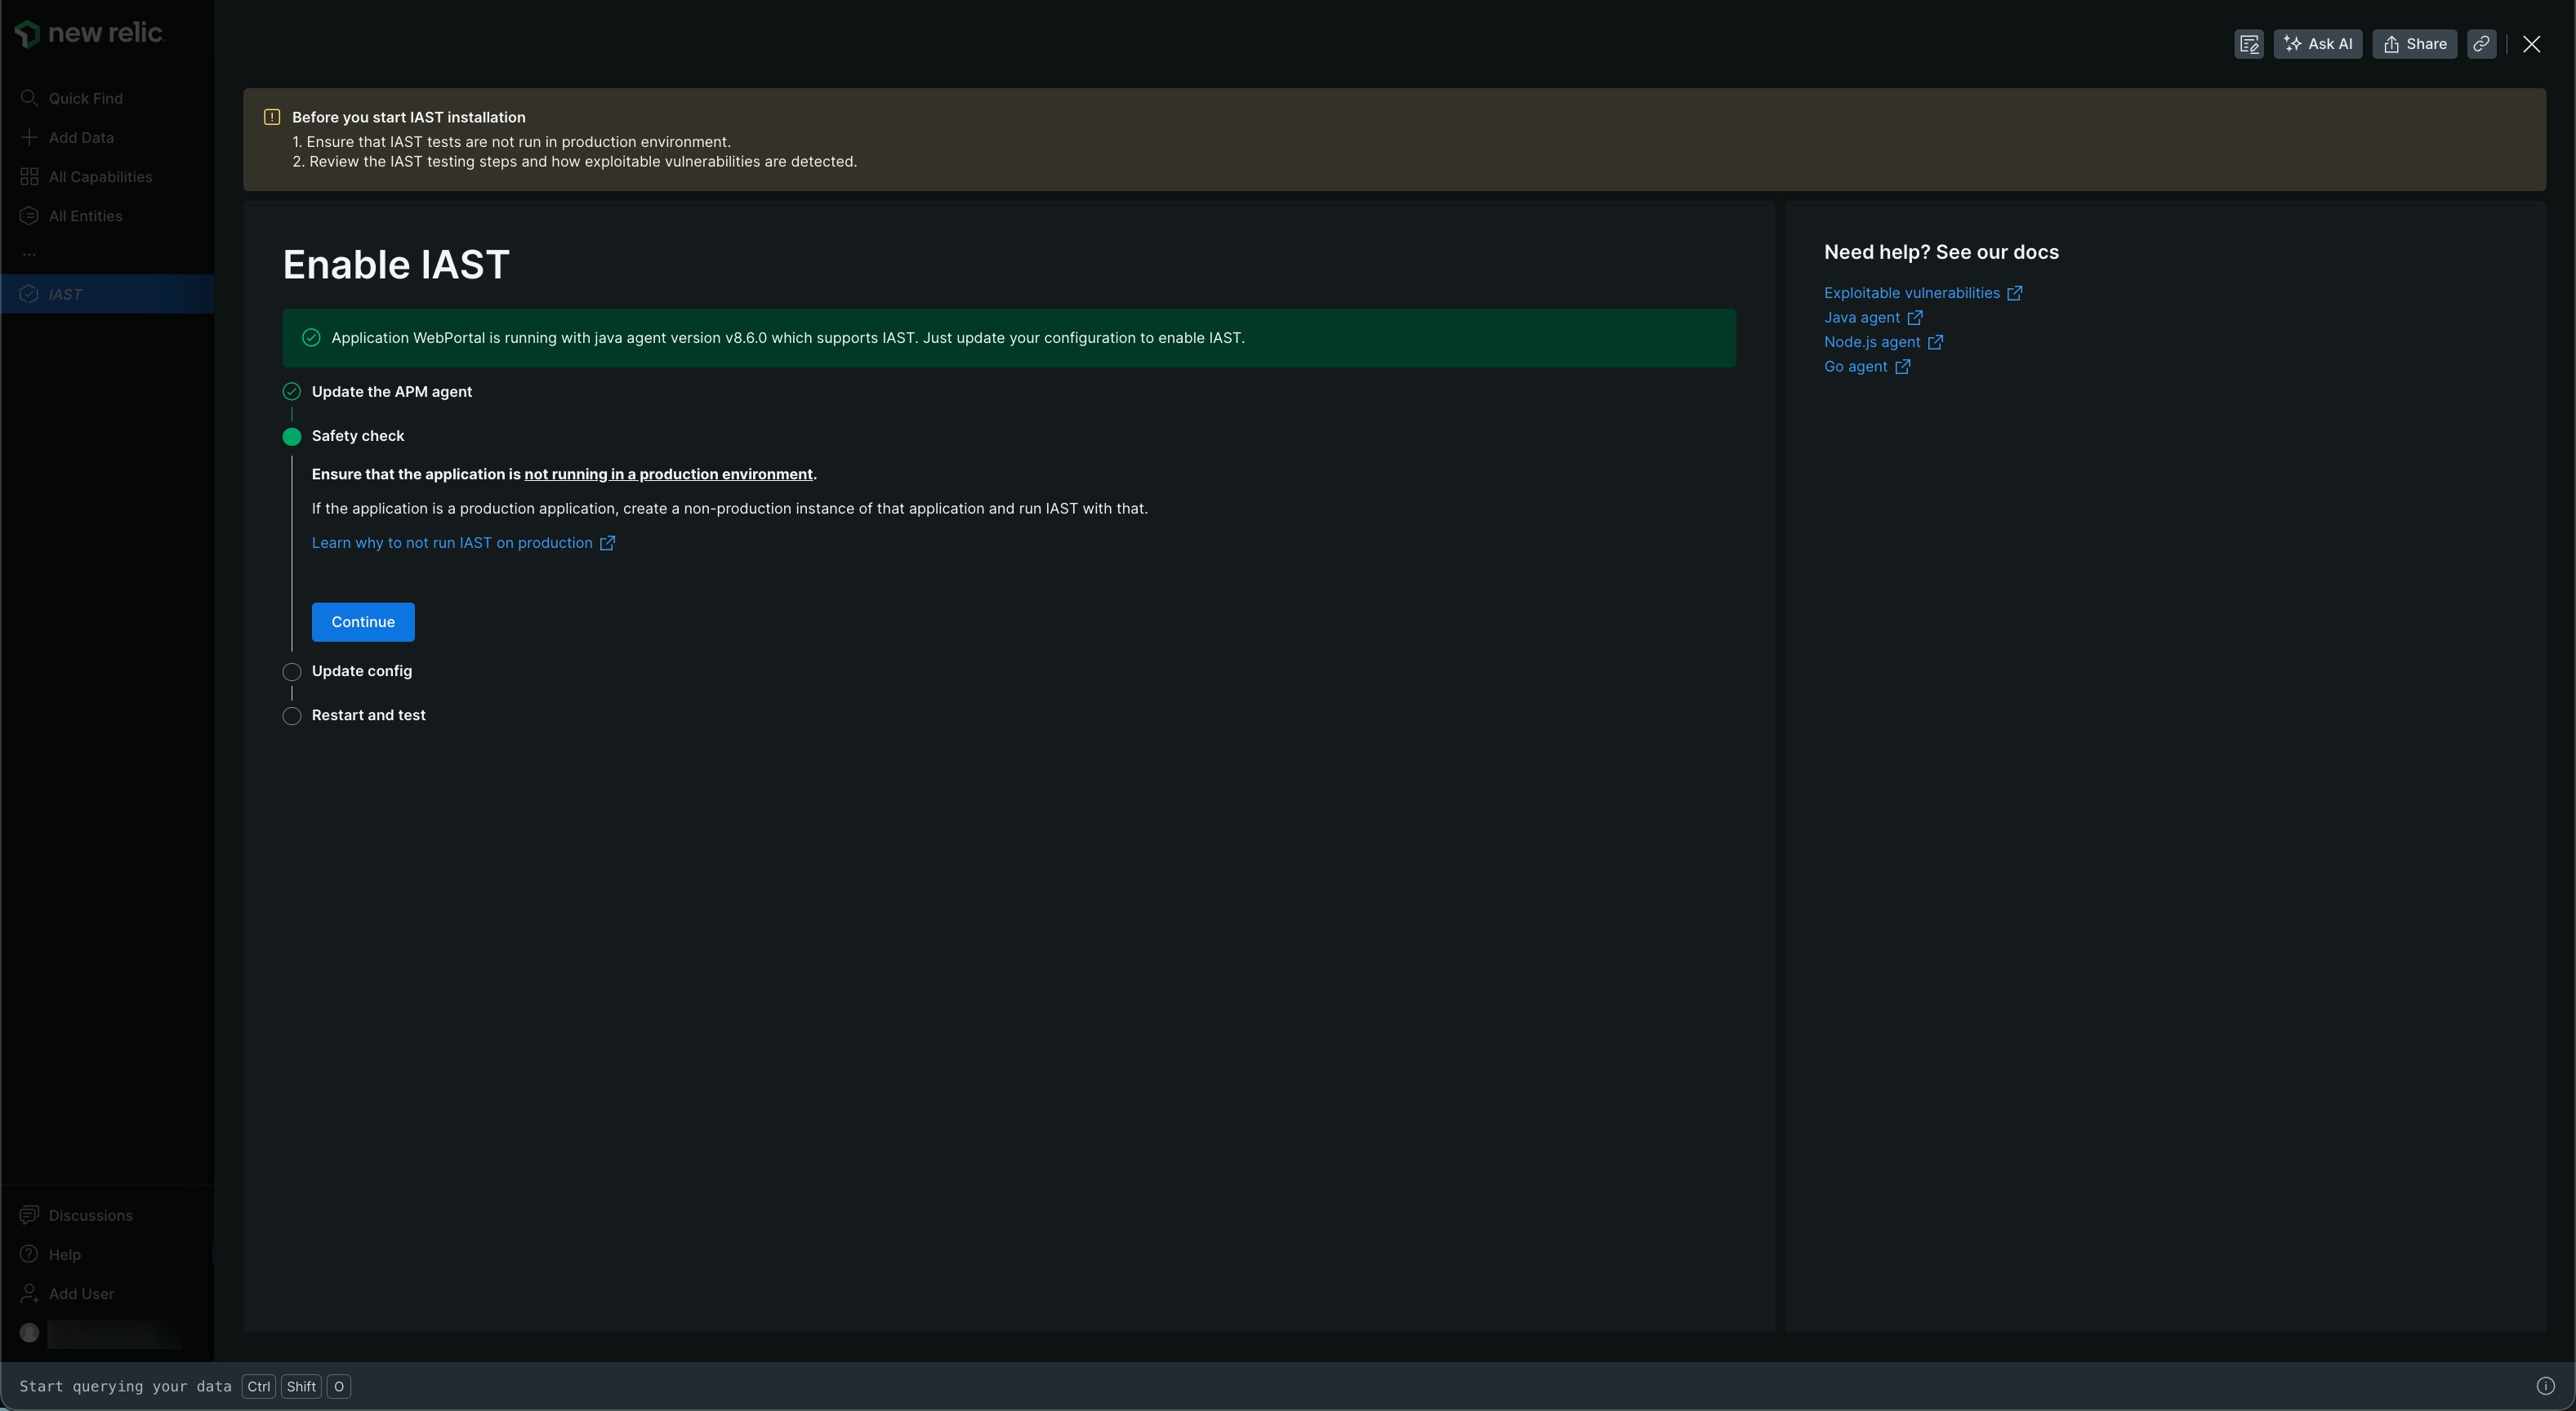 new relic.
Quick Find
Add Data
All Capabilities
All Entities
...
IAST
Discussions
Help
Add User
Ask AI
Share
Before you start IAST installation
1. Ensure that IAST tests are not run in production environment.
2. Review the IAST testing steps and how exploitable vulnerabilities are detected.
Enable IAST
Application WebPortal is running with java agent version v8.6.0 which supports IAST. Just update your configuration to enable IAST.
Update the APM agent
Safety check
Ensure that the application is not running in a production environment.
If the application is a production application, create a non-production instance of that application and run IAST with that.
Learn why to not run IAST on production
Continue
Update config
Restart and test
Need help? See our docs
Exploitable vulnerabilities
Java agent
Node.js agent
Go agent
Start querying your data Ctrl Shift O